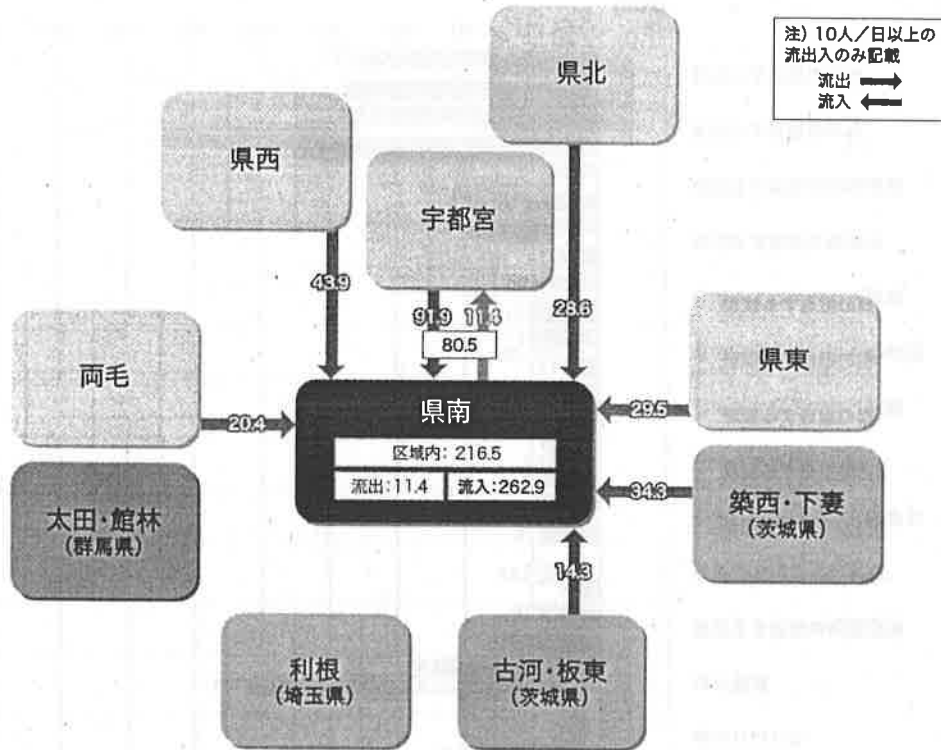 注) 10人／日以上の
流出入のみ記載
流出
流入
県北
県西
宇都宮
43.9
91.9
11.4
28.6
80.5
両毛
県東
20.4
県南
29.5
区域内: 216.5
流出:11.4
流入:262.9
34.3
太田・館林
(群馬県)
築西・下妻
(茨城県)
14.3
利根
(埼玉県)
古河・板東
(茨城県)